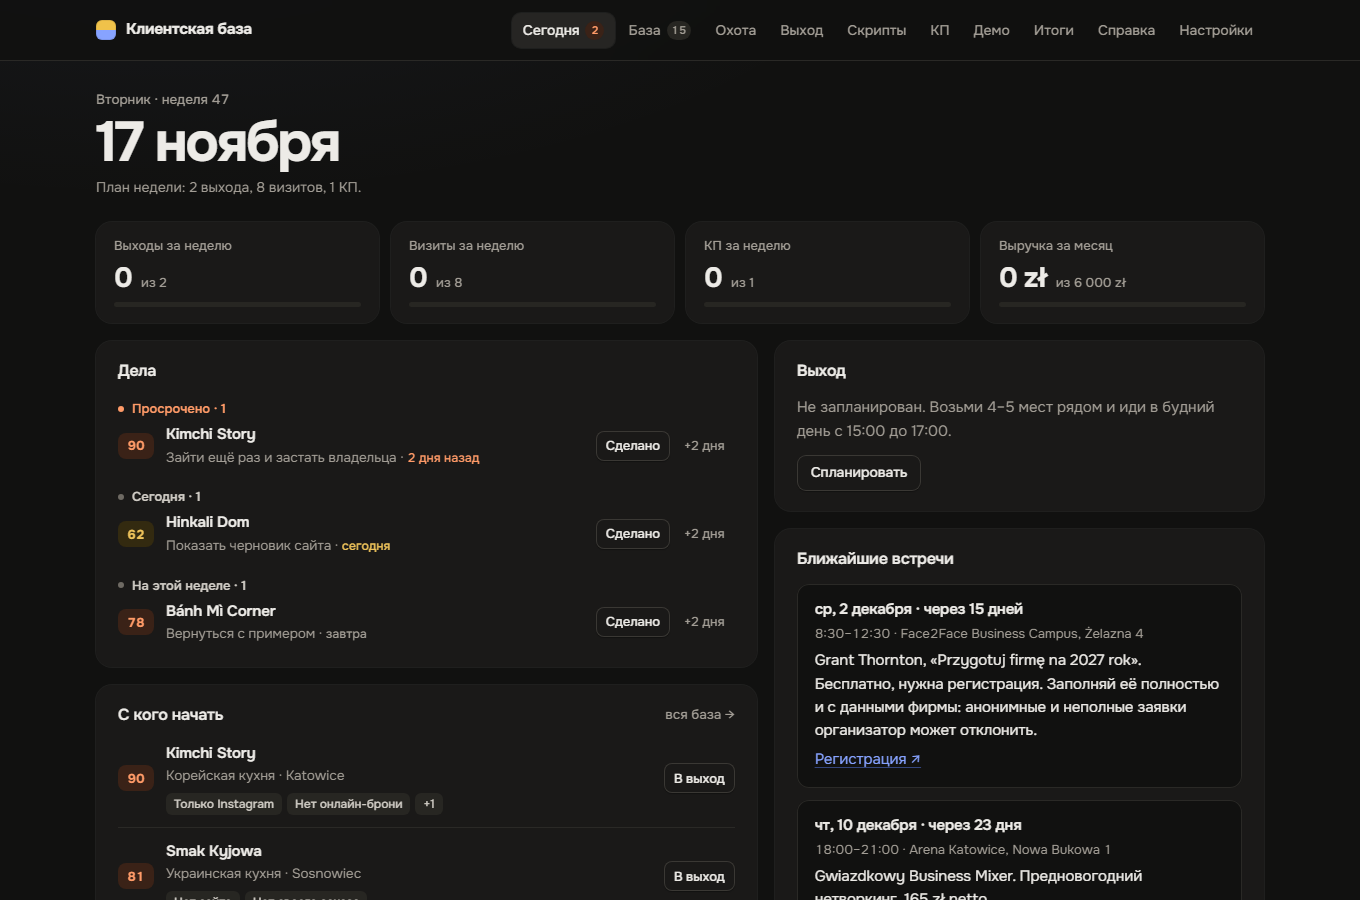 Клиентская база
Сегодня 2
База 15
Охота
Выход
Скрипты
КП
Демо
Итоги
Справка
Настройки
Вторник · неделя 47
17 ноября
План недели: 2 выхода, 8 визитов, 1 КП.
Выходы за неделю
0 из 2
Визиты за неделю
0 из 8
КП за неделю
0 из 1
Выручка за месяц
0 zł из 6 000 zł
Дела
Просрочено · 1
90
Kimchi Story
Зайти ещё раз и застать владельца · 2 дня назад
Сделано
+2 дня
Сегодня · 1
62
Hinkali Dom
Показать черновик сайта · сегодня
Сделано
+2 дня
На этой неделе · 1
78
Bánh Mì Corner
Вернуться с примером · завтра
Сделано
+2 дня
С кого начать
вся база →
90
Kimchi Story
Корейская кухня · Katowice
Только Instagram
Нет онлайн-брони
+1
В выход
81
Smak Kyjowa
Украинская кухня · Sosnowiec
В выход
Выход
Не запланирован. Возьми 4–5 мест рядом и иди в будний
день с 15:00 до 17:00.
Спланировать
Ближайшие встречи
ср, 2 декабря · через 15 дней
8:30–12:30 · Face2Face Business Campus, Żelazna 4
Grant Thornton, «Przygotuj firmę na 2027 rok».
Бесплатно, нужна регистрация. Заполняй её полностью
и с данными фирмы: анонимные и неполные заявки
организатор может отклонить.
Регистрация ↗
чт, 10 декабря · через 23 дня
18:00–21:00 · Arena Katowice, Nowa Bukowa 1
Gwiazdkowy Business Mixer. Предновогодний
нетворкинг, 165 zł netto.